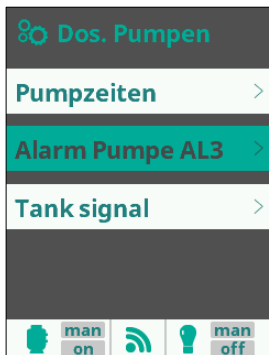 Dos. Pumpen
Pumpzeiten
Alarm Pumpe AL3
Tank signal
man man
on off